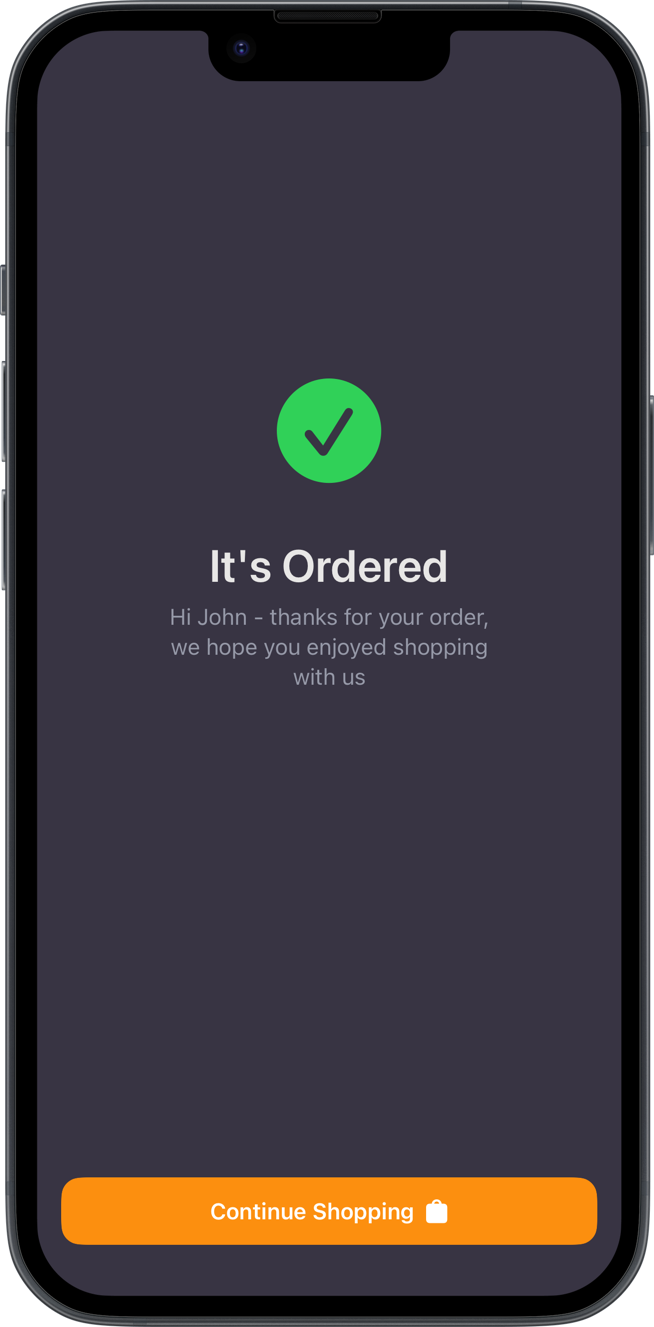 It's Ordered
Hi John - thanks for your order,
we hope you enjoyed shopping
with us
Continue Shopping